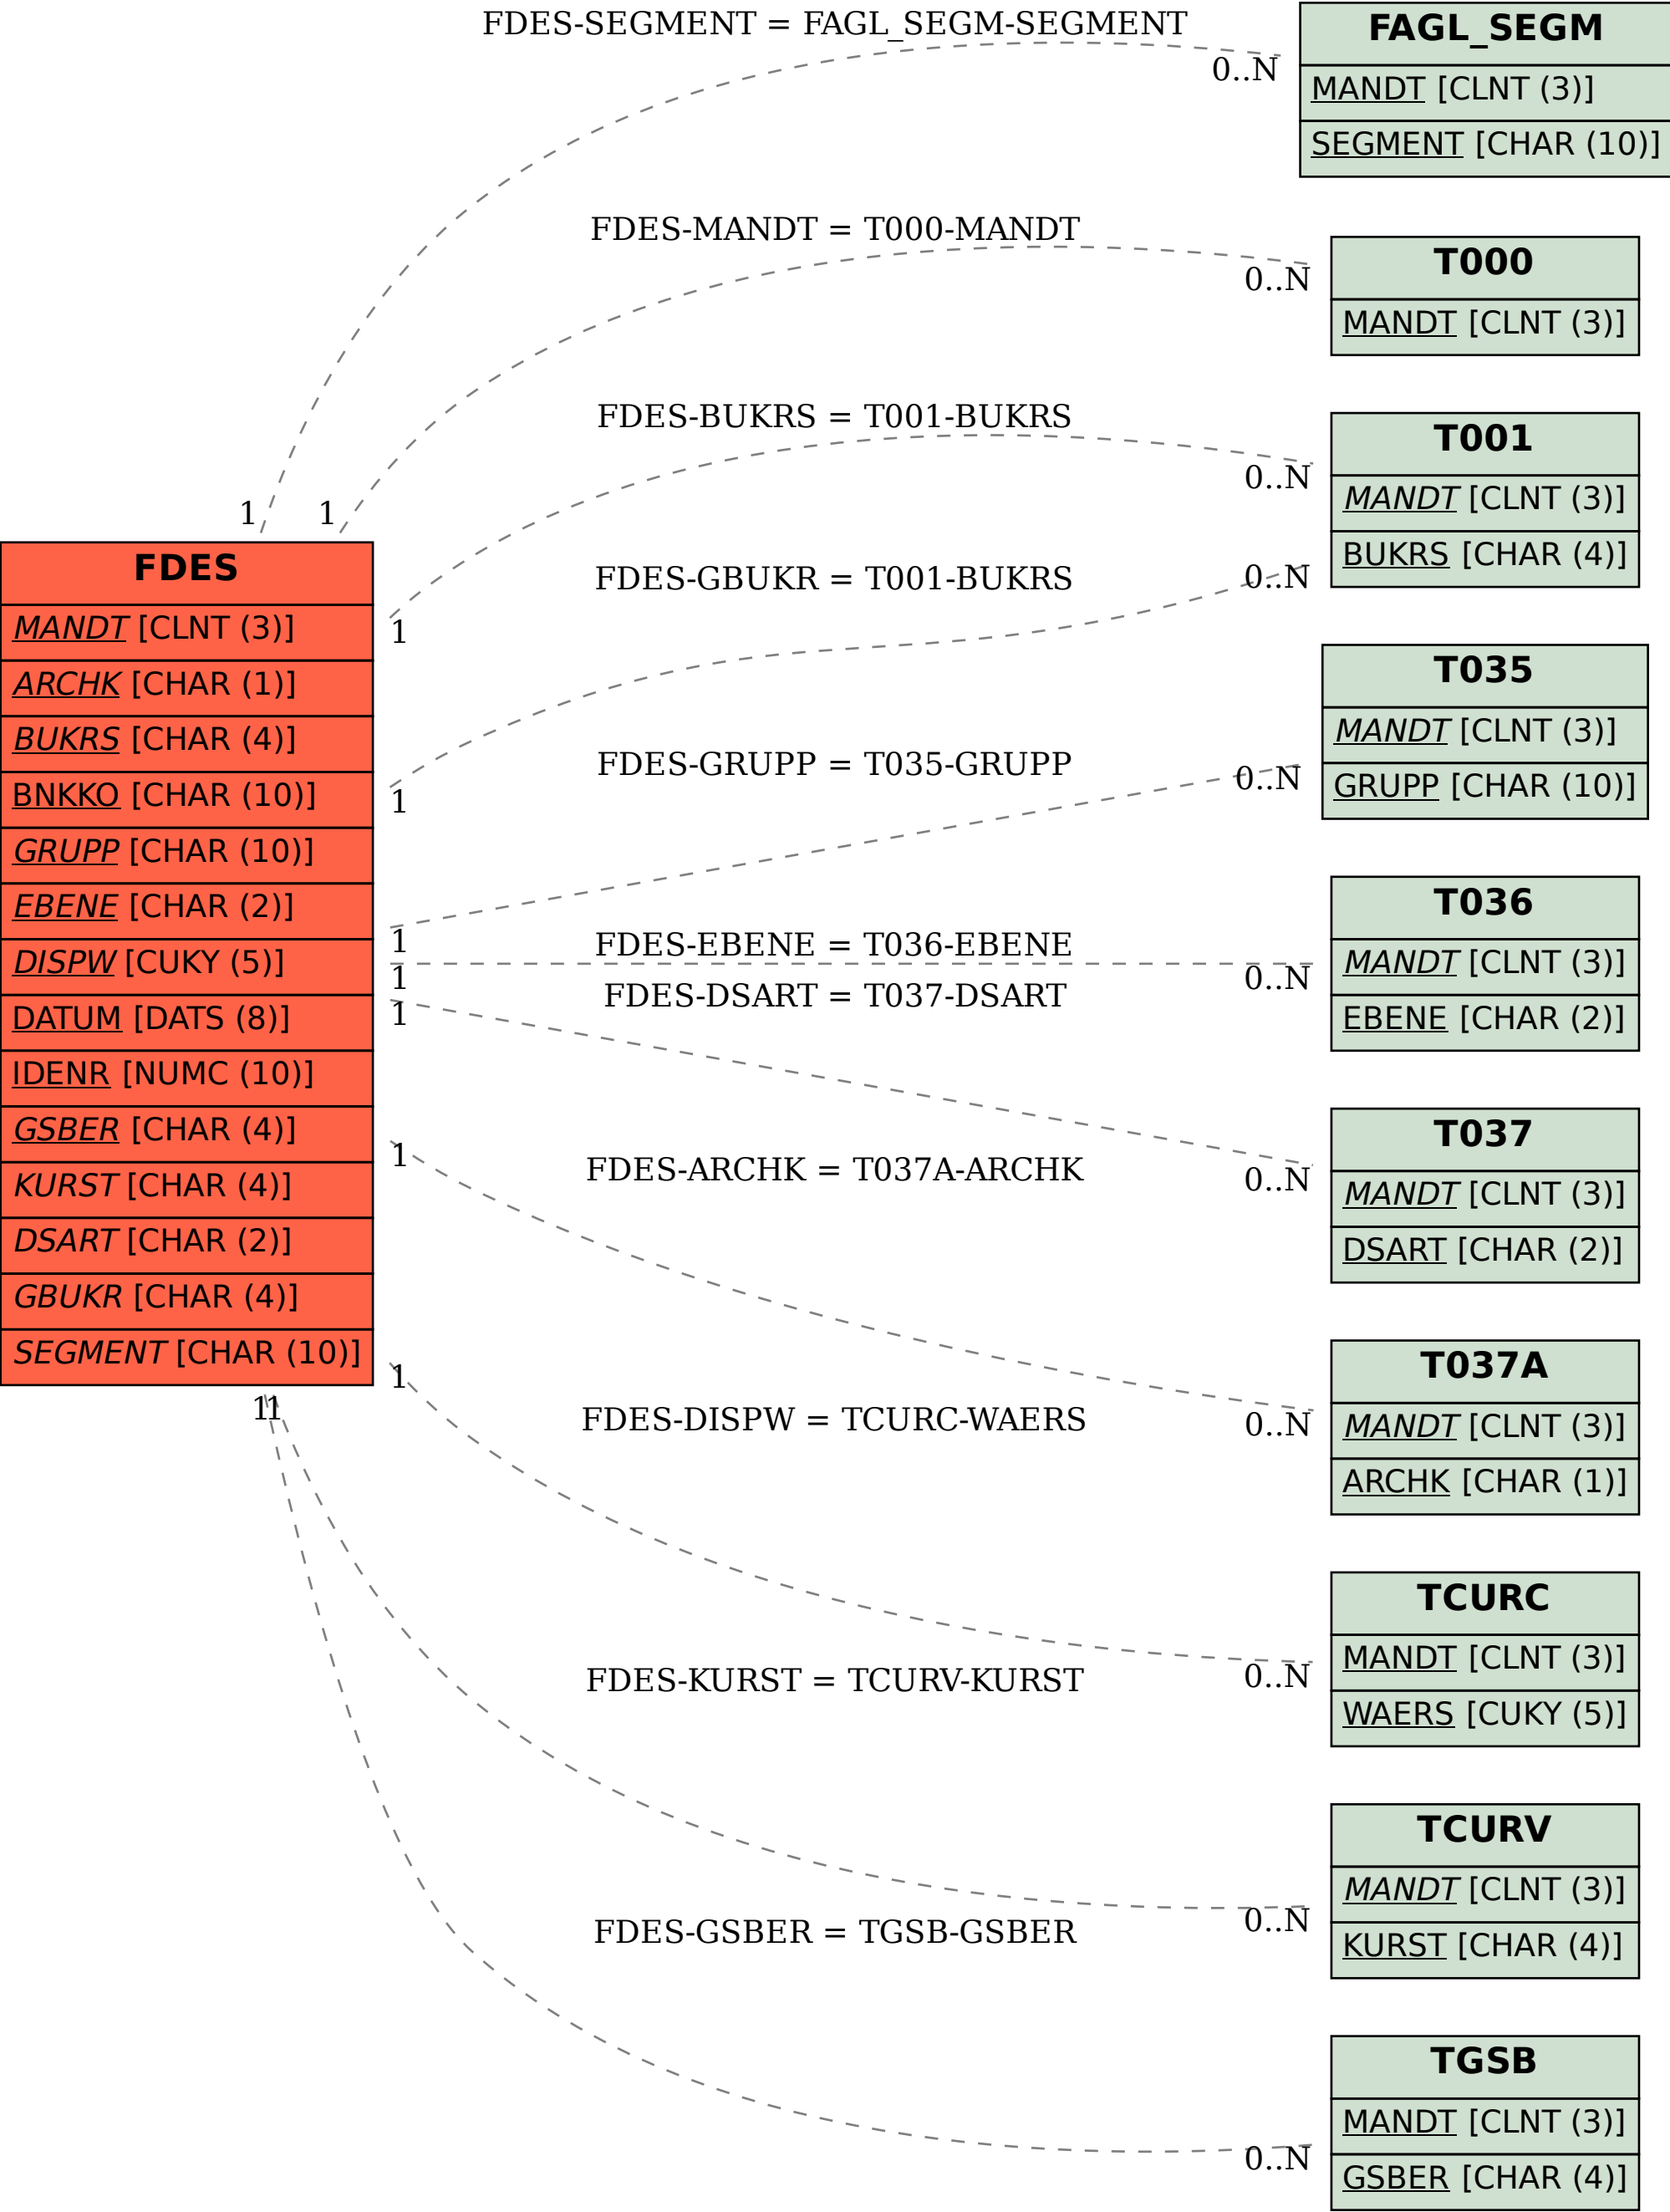 FDES-SEGMENT = FAGL_SEGM-SEGMENT
0..N
FAGL_SEGM
MANDT [CLNT (3)]
SEGMENT [CHAR (10)]
FDES-MANDT = T000-MANDT
0..N
T000
MANDT [CLNT (3)]
FDES-BUKRS = T001-BUKRS
0..N
T001
MANDT [CLNT (3)]
BUKRS [CHAR (4)]
1
1
FDES
MANDT [CLNT (3)]
ARCHK [CHAR (1)]
BUKRS [CHAR (4)]
BNKKO [CHAR (10)]
GRUPP [CHAR (10)]
EBENE [CHAR (2)]
DISPW [CUKY (5)]
DATUM [DATS (8)]
IDENR [NUMC (10)]
GSBER [CHAR (4)]
KURST [CHAR (4)]
DSART [CHAR (2)]
GBUKR [CHAR (4)]
SEGMENT [CHAR (10)]
1
FDES-GBUKR = T001-BUKRS
0..N
1
FDES-GRUPP = T035-GRUPP
0..N
T035
MANDT [CLNT (3)]
GRUPP [CHAR (10)]
1
FDES-EBENE = T036-EBENE
1
0..N
T036
MANDT [CLNT (3)]
EBENE [CHAR (2)]
FDES-DSART = T037-DSART
1
0..N
T037
MANDT [CLNT (3)]
DSART [CHAR (2)]
1
FDES-ARCHK = T037A-ARCHK
0..N
T037A
MANDT [CLNT (3)]
ARCHK [CHAR (1)]
1
FDES-DISPW = TCURC-WAERS
0..N
TCURC
MANDT [CLNT (3)]
WAERS [CUKY (5)]
1
1
FDES-KURST = TCURV-KURST
0..N
TCURV
MANDT [CLNT (3)]
KURST [CHAR (4)]
FDES-GSBER = TGSB-GSBER
0..N
TGSB
MANDT [CLNT (3)]
GSBER [CHAR (4)]